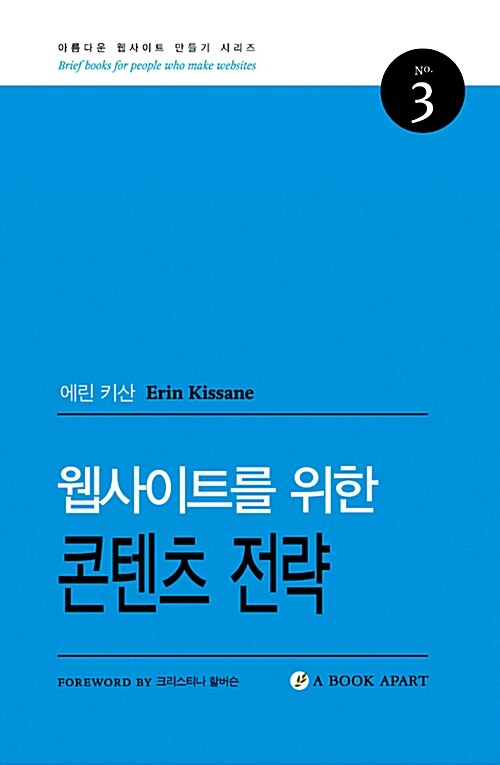 아름다운 웹사이트 만들기 시리즈
Brief books for people who make websites
No.
3
에린 키산 Erin Kissane
웹사이트를 위한
콘텐츠 전략
FOREWORD BY 크리스티나 할버슨
A BOOK APART